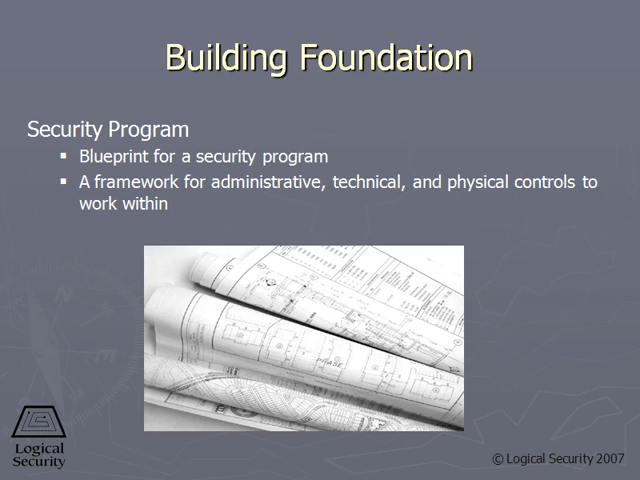 Building Foundation
Security Program
▪ Blueprint for a security program
▪ A framework for administrative, technical, and physical controls to
work within
PHASE
Logical
Security
© Logical Security 2007